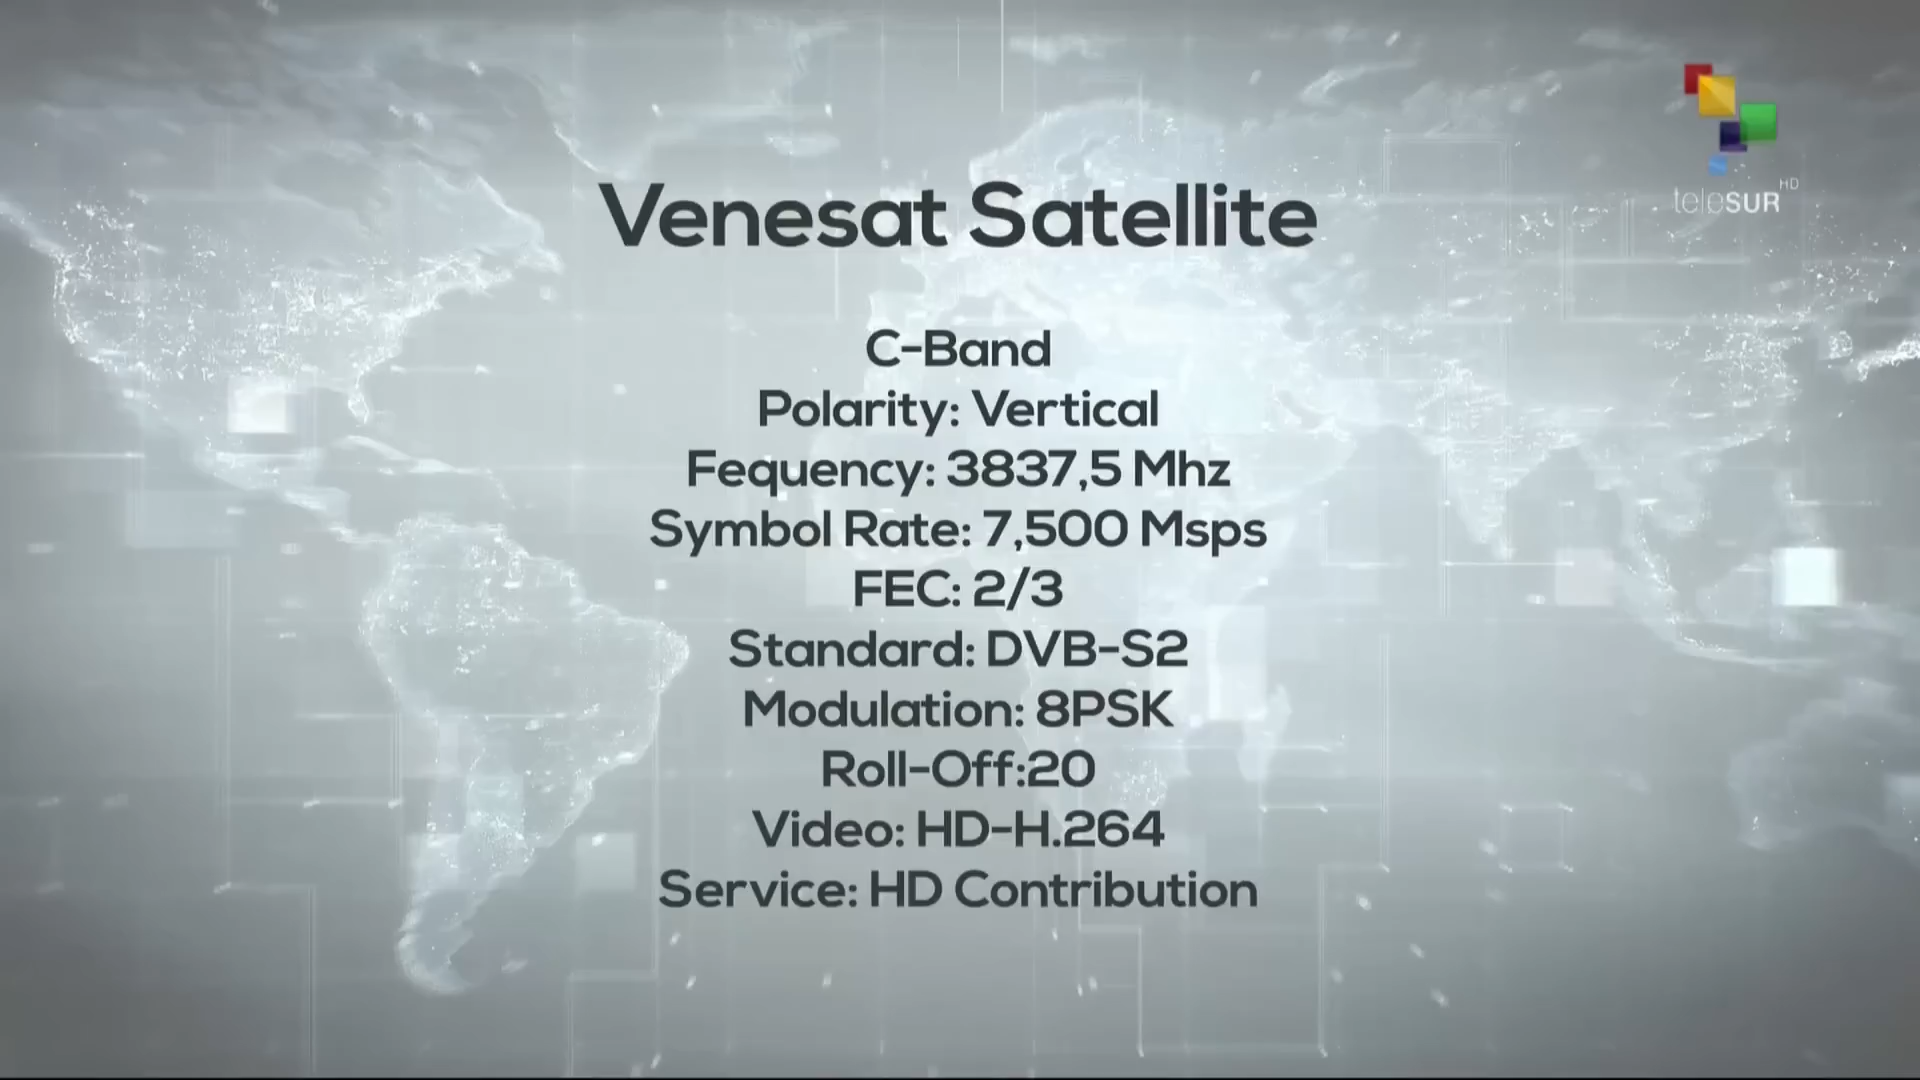 Venesat Satellite
C-Band
Polarity: Vertical
Fequency: 3837,5 Mhz
Symbol Rate: 7,500 Msps
FEC: 2/3
Standard: DVB-S2
Modulation: 8PSK
Roll-Off:20
Video: HD-H.264
Service: HD Contribution
teleSUR HD